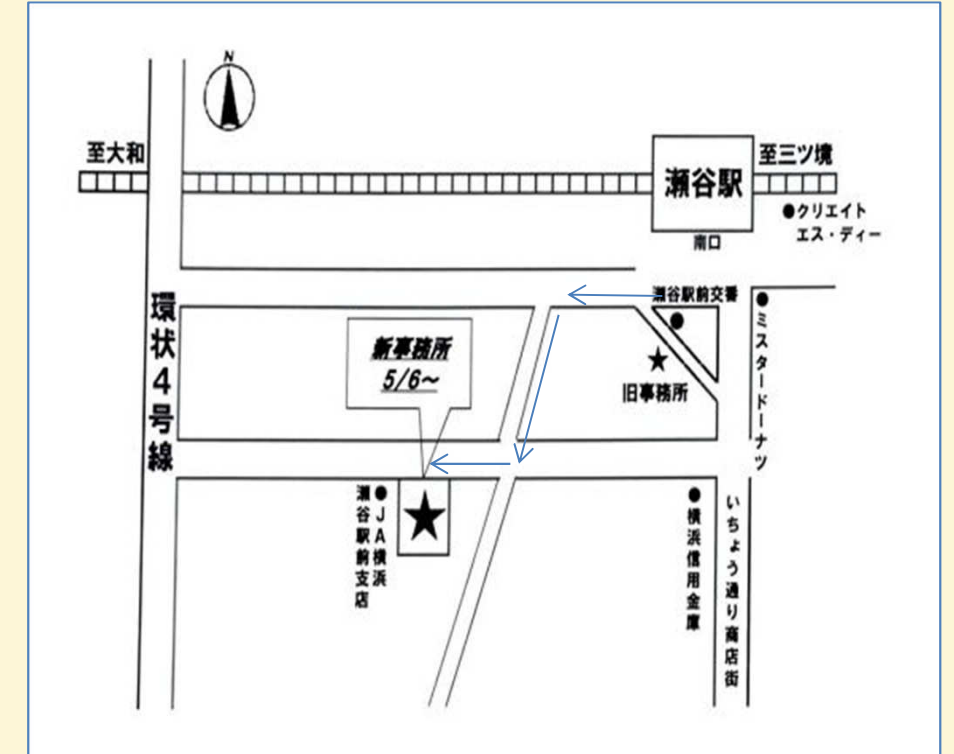 N
至大和
瀬谷駅
至三ツ境
●クリエイト
エス・ディー
南口
瀬谷駅前交番
環状4号線
新事務所
5/6~
旧事務所
●ミスタードーナツ
●JA横浜
瀬谷駅前支店
●横浜信用金庫
いちょう通り商店街